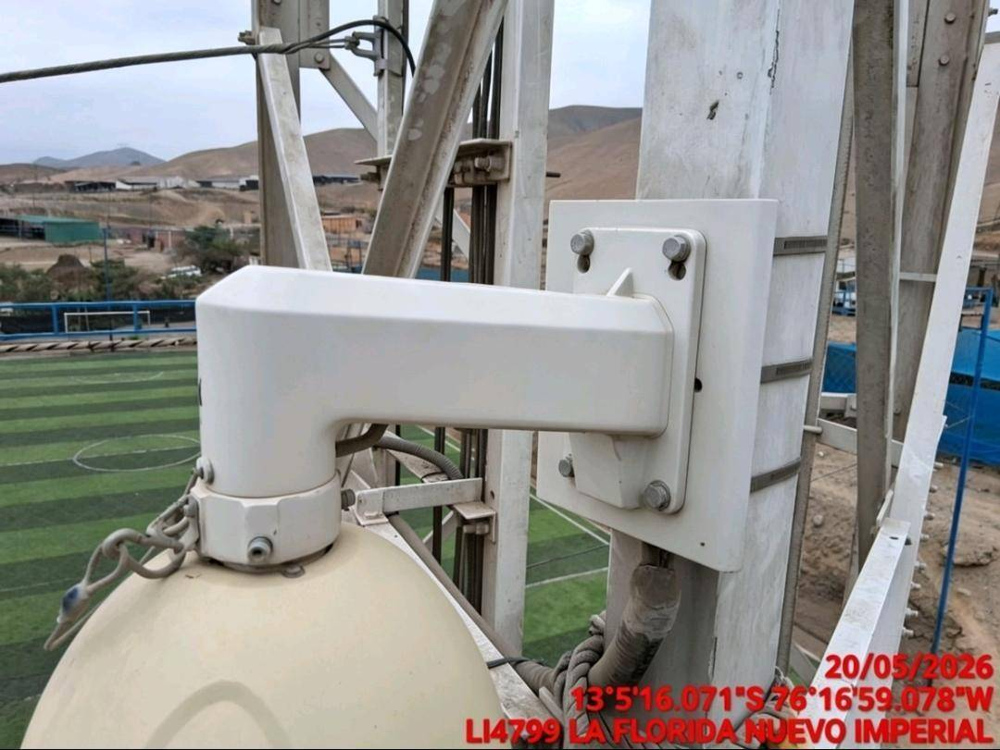 20/05/2026
13°5'16.071"S 76°16'59.078"W
LI4799 LA FLORIDA NUEVO IMPERIAL